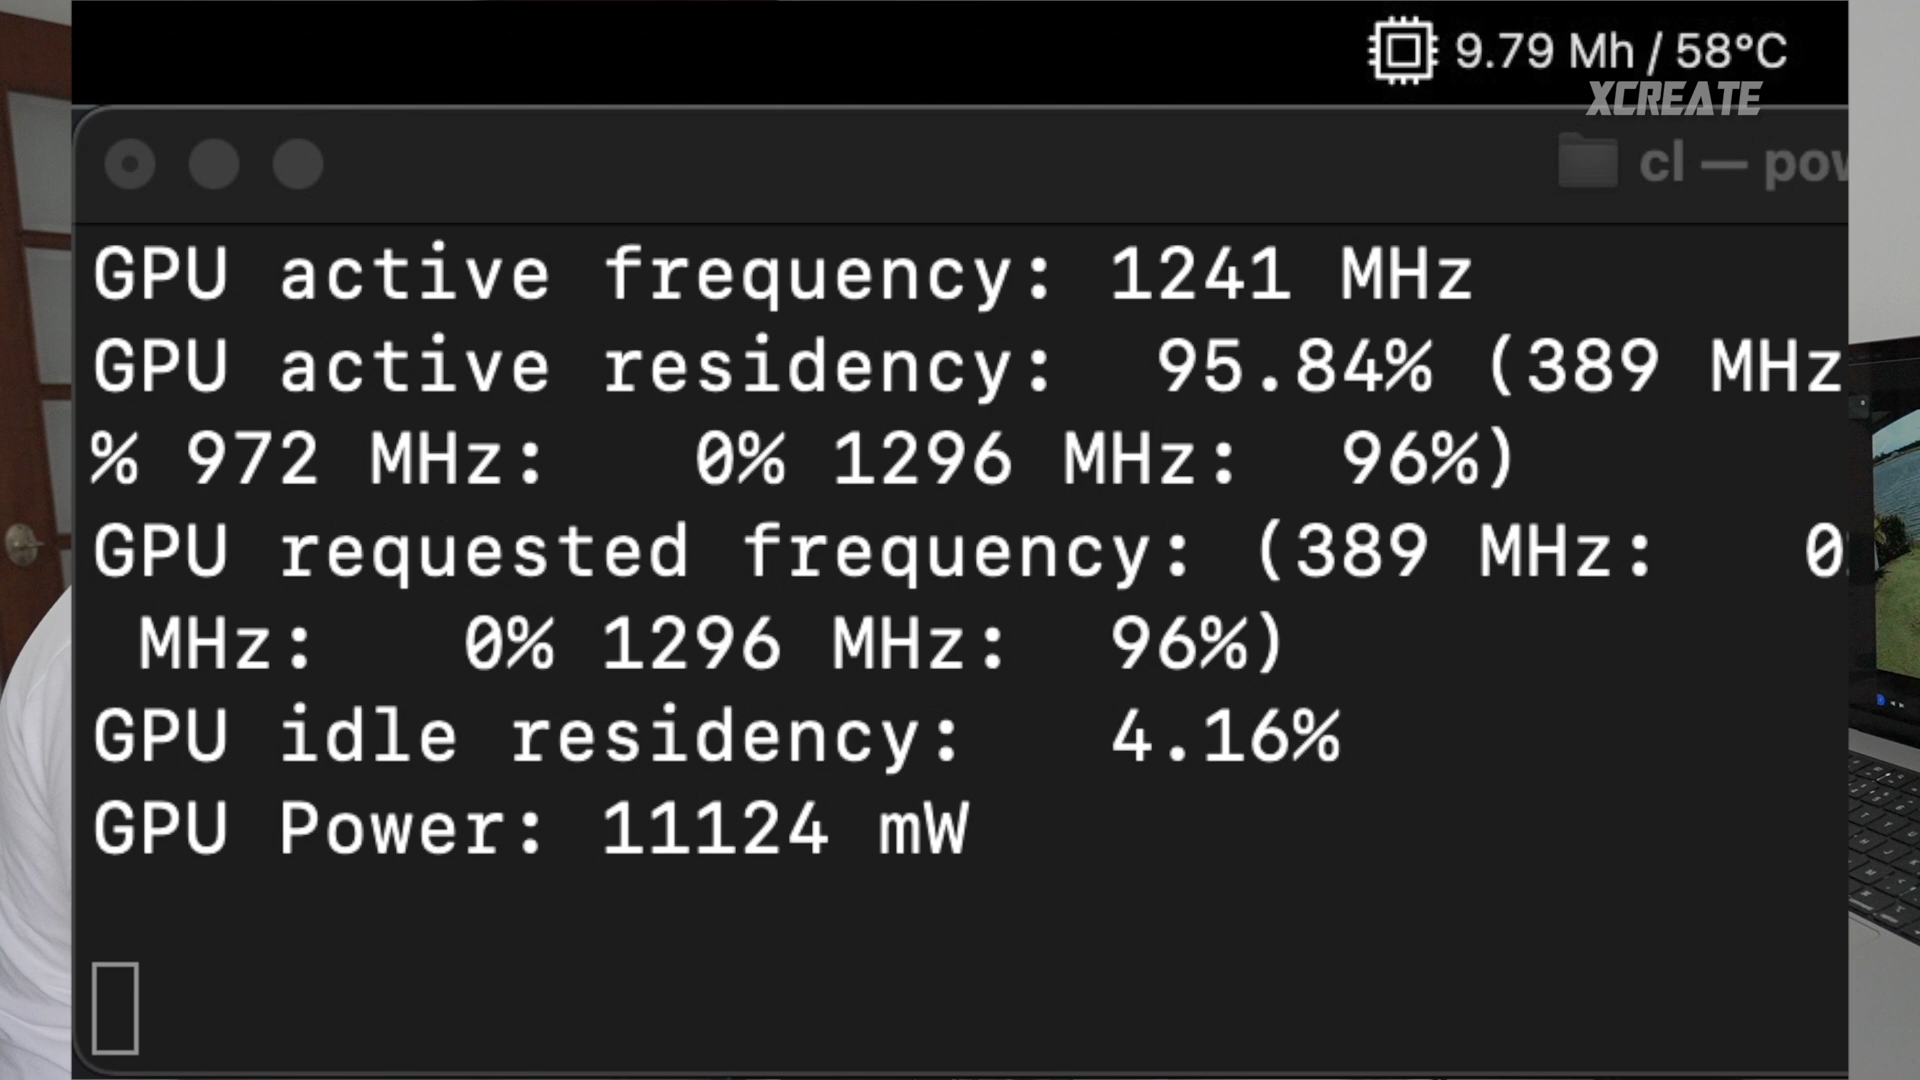 9.79 Mh / 58°C
XCREATE
cl — pow
GPU active frequency: 1241 MHz
GPU active residency:  95.84% (389 MHz
% 972 MHz:   0% 1296 MHz:  96%)
GPU requested frequency: (389 MHz:   0
MHz:   0% 1296 MHz:  96%)
GPU idle residency:   4.16%
GPU Power: 11124 mW